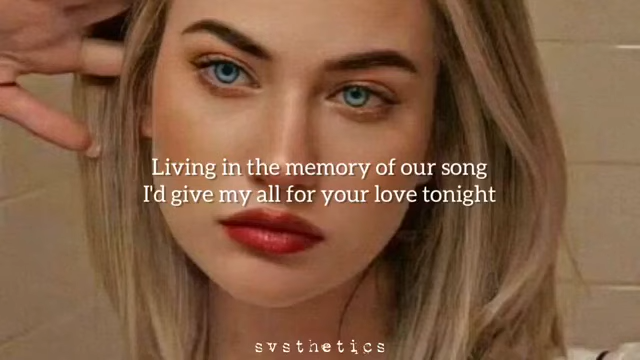 Living in the memory of our song
I'd give my all for your love tonight
svsthetics